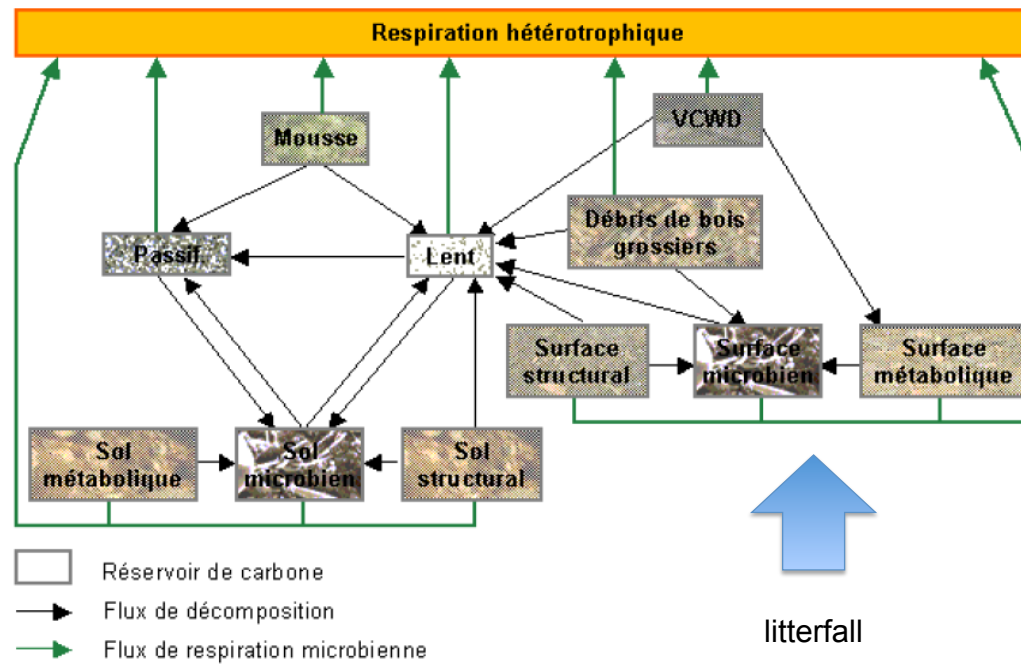 Respiration hétérotrophique
VCWD
Mousse
Débris de bois
grossiers
Passif
Lent
Surface
structural
Surface
microbien
Surface
métabolique
Sol
métabolique
Sol
microbien
Sol
structural
Réservoir de carbone
Flux de décomposition
Flux de respiration microbienne
litterfall